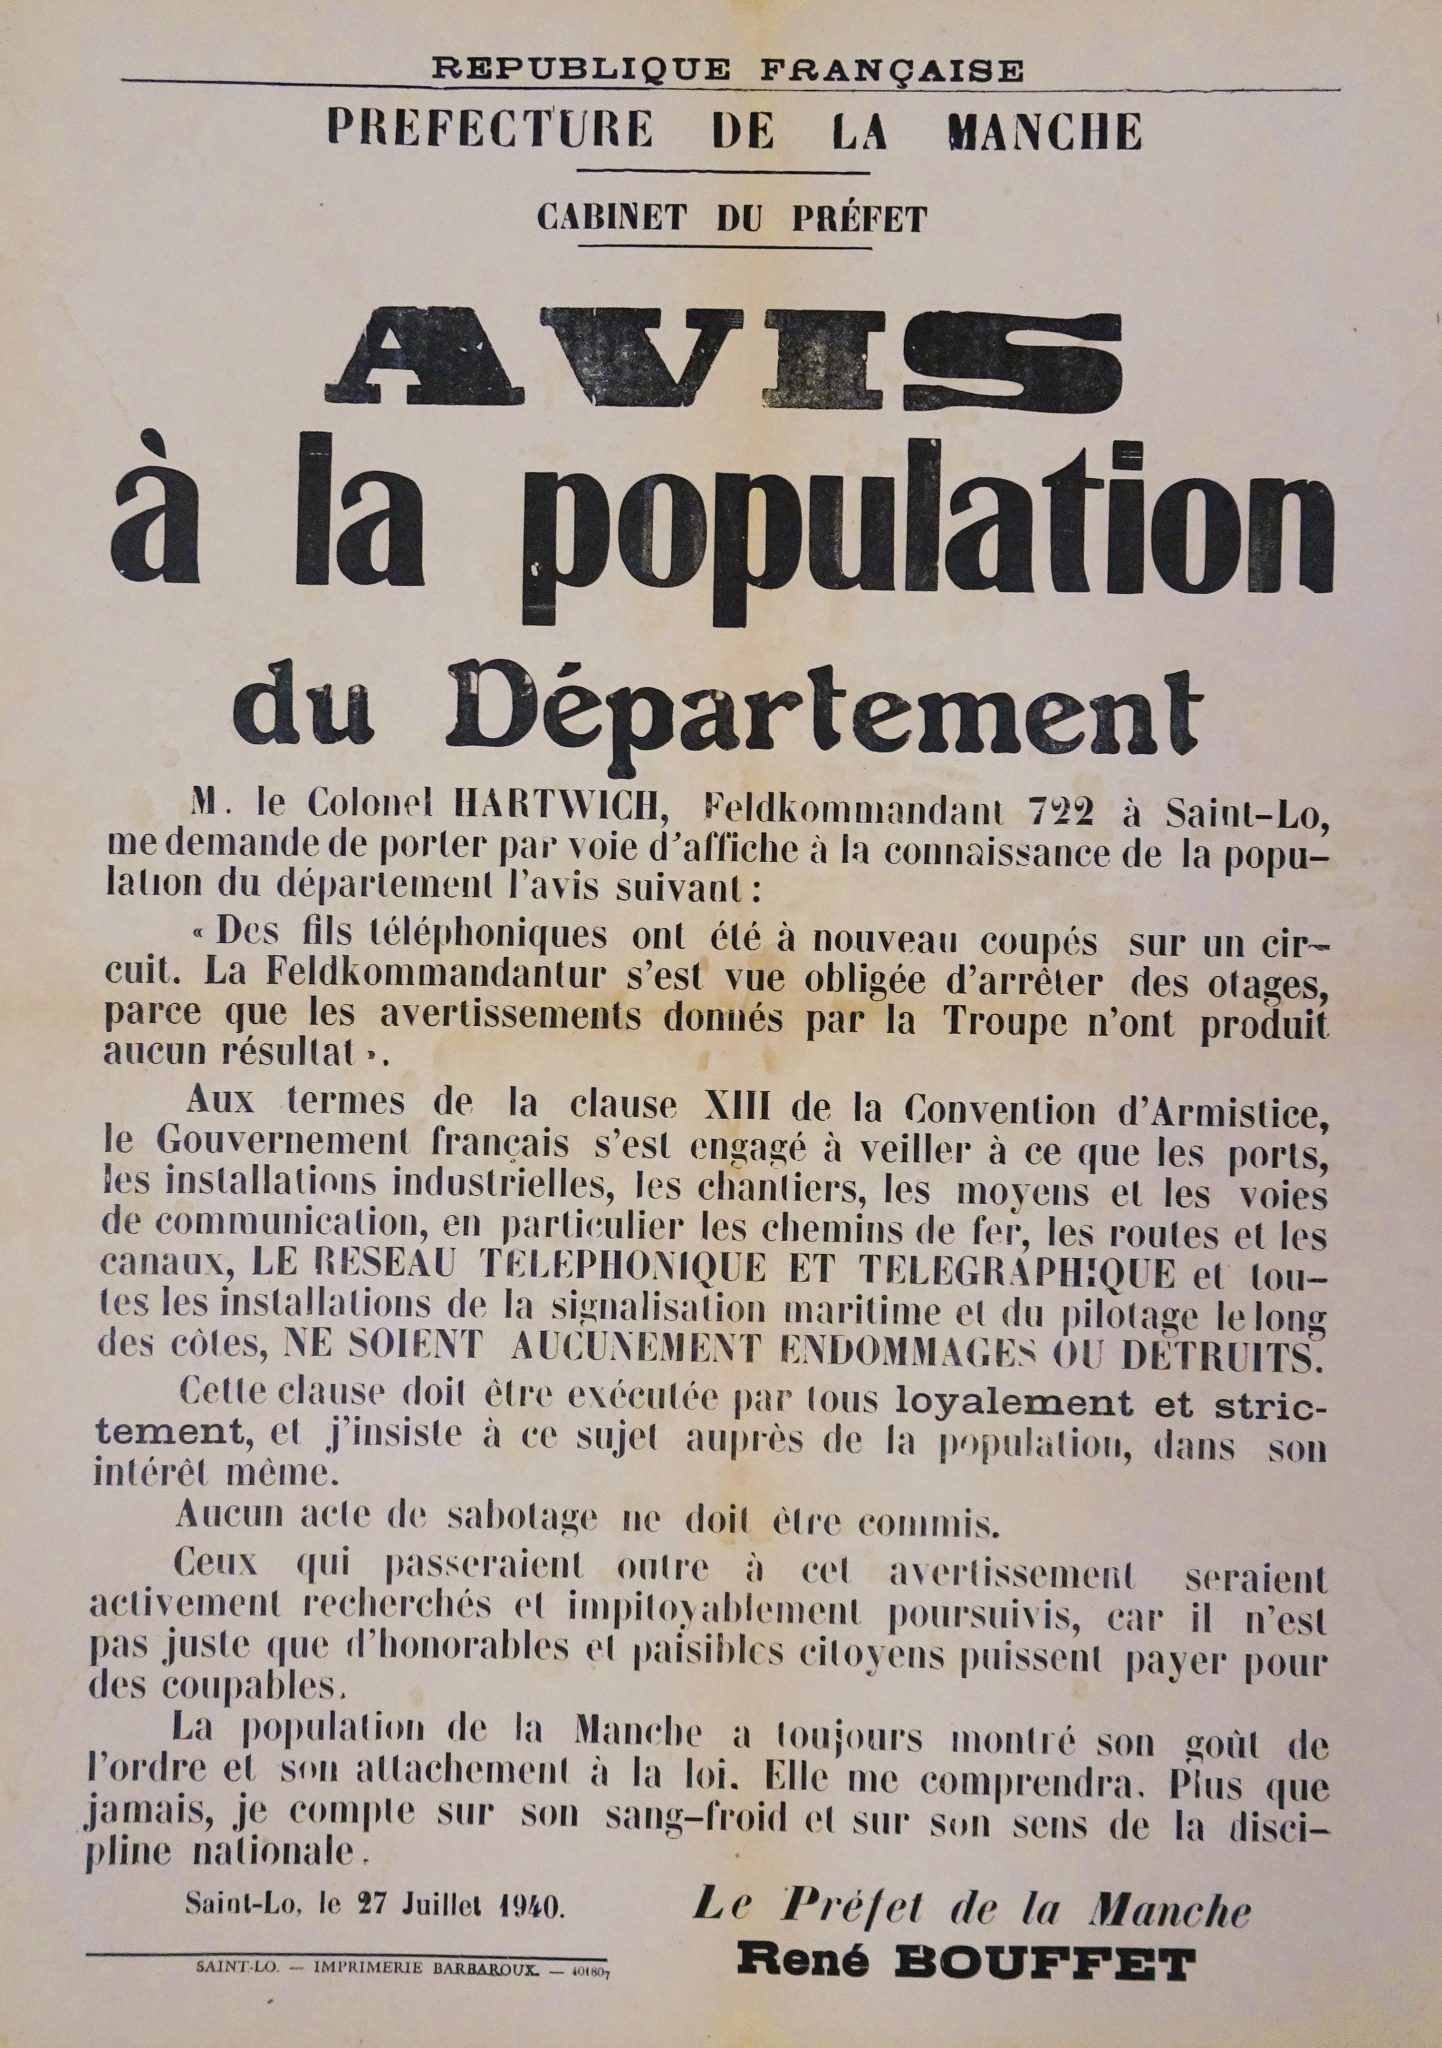 REPUBLIQUE FRANÇAISE
PREFECTURE DE LA MANCHE
CABINET DU PRÉFET
AVIS
à la population
du Département
M. le Colonel HARTWICH, Feldkommandant 722 à Saint-Lo,
me demande de porter par voie d'affiche à la connaissance de la popu-
lation du département l'avis suivant :
« Des fils téléphoniques ont été à nouveau coupés sur un cir-
cuit. La Feldkommandantur s'est vue obligée d'arrêter des otages,
parce que les avertissements donnés par la Troupe n'ont produit
aucun résultat ».
Aux termes de la clause XIII de la Convention d'Armistice,
le Gouvernement français s'est engagé à veiller à ce que les ports,
les installations industrielles, les chantiers, les moyens et les voies
de communication, en particulier les chemins de fer, les routes et les
canaux, LE RESEAU TELEPHONIQUE ET TELEGRAPHIQUE et tou-
tes les installations de la signalisation maritime et du pilotage le long
des côtes, NE SOIENT AUCUNEMENT ENDOMMAGES OU DETRUITS.
Cette clause doit être exécutée par tous loyalement et stric-
tement, et j'insiste à ce sujet auprès de la population, dans son
intérêt même.
Aucun acte de sabotage ne doit être commis.
Ceux qui passeraient outre à cet avertissement seraient
activement recherchés et impitoyablement poursuivis, car il n'est
pas juste que d'honorables et paisibles citoyens puissent payer pour
des coupables.
La population de la Manche a toujours montré son goût de
l'ordre et son attachement à la loi. Elle me comprendra. Plus que
jamais, je compte sur son sang-froid et sur son sens de la disci-
pline nationale.
Saint-Lo, le 27 Juillet 1940.
Le Préfet de la Manche
René BOUFFET
SAINT-LO. — IMPRIMERIE BARBAROUX. — 401807